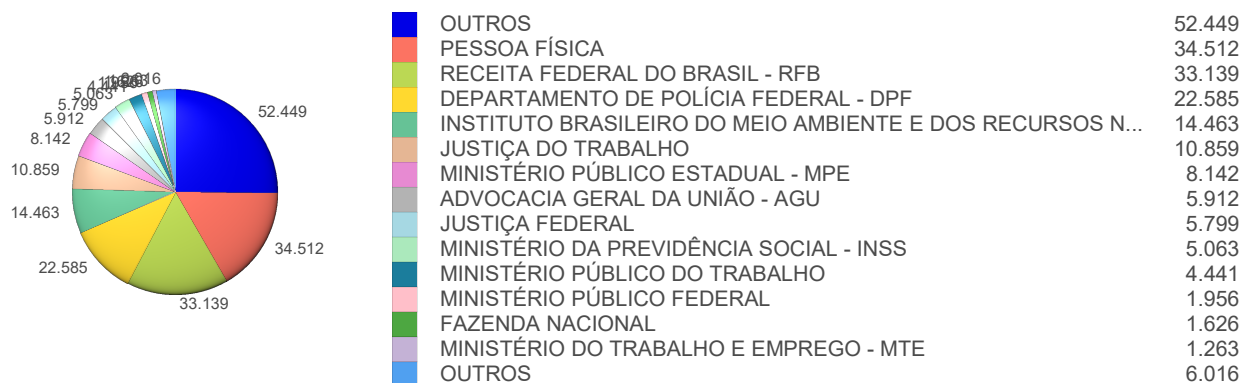 OUTROS 52.449
PESSOA FÍSICA 34.512
RECEITA FEDERAL DO BRASIL - RFB 33.139
DEPARTAMENTO DE POLÍCIA FEDERAL - DPF 22.585
INSTITUTO BRASILEIRO DO MEIO AMBIENTE E DOS RECURSOS N... 14.463
JUSTIÇA DO TRABALHO 10.859
MINISTÉRIO PÚBLICO ESTADUAL - MPE 8.142
ADVOCACIA GERAL DA UNIÃO - AGU 5.912
JUSTIÇA FEDERAL 5.799
MINISTÉRIO DA PREVIDÊNCIA SOCIAL - INSS 5.063
MINISTÉRIO PÚBLICO DO TRABALHO 4.441
MINISTÉRIO PÚBLICO FEDERAL 1.956
FAZENDA NACIONAL 1.626
MINISTÉRIO DO TRABALHO E EMPREGO - MTE 1.263
OUTROS 6.016
5.063
5.799
5.912
8.142
10.859
14.463
22.585
33.139
34.512
52.449